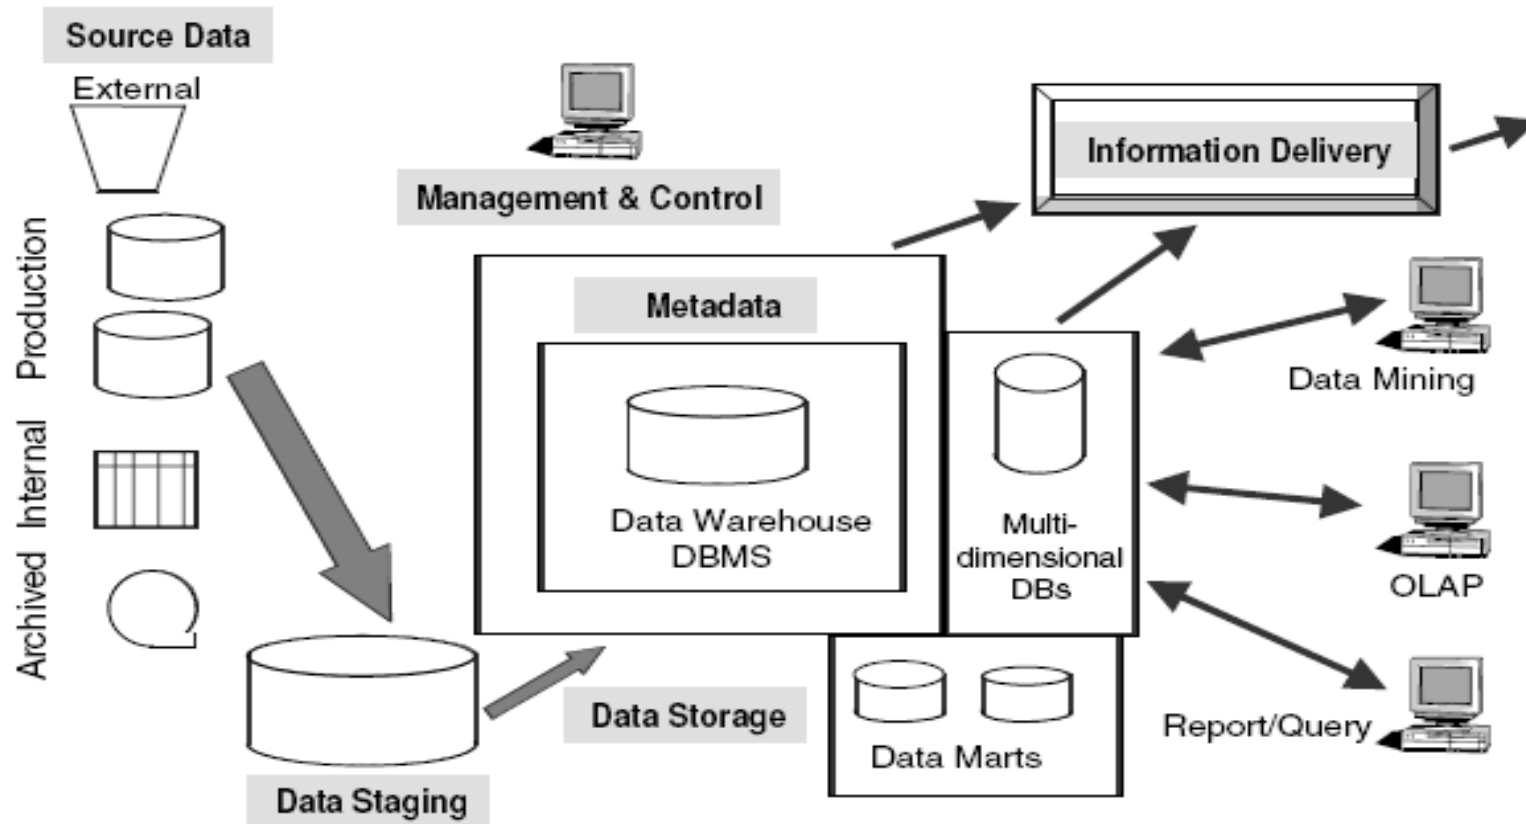 Source Data
External
Production
Internal
Archived
Management & Control
Information Delivery
Metadata
Data Warehouse
DBMS
Multi-
dimensional
DBs
Data Mining
OLAP
Report/Query
Data Storage
Data Marts
Data Staging